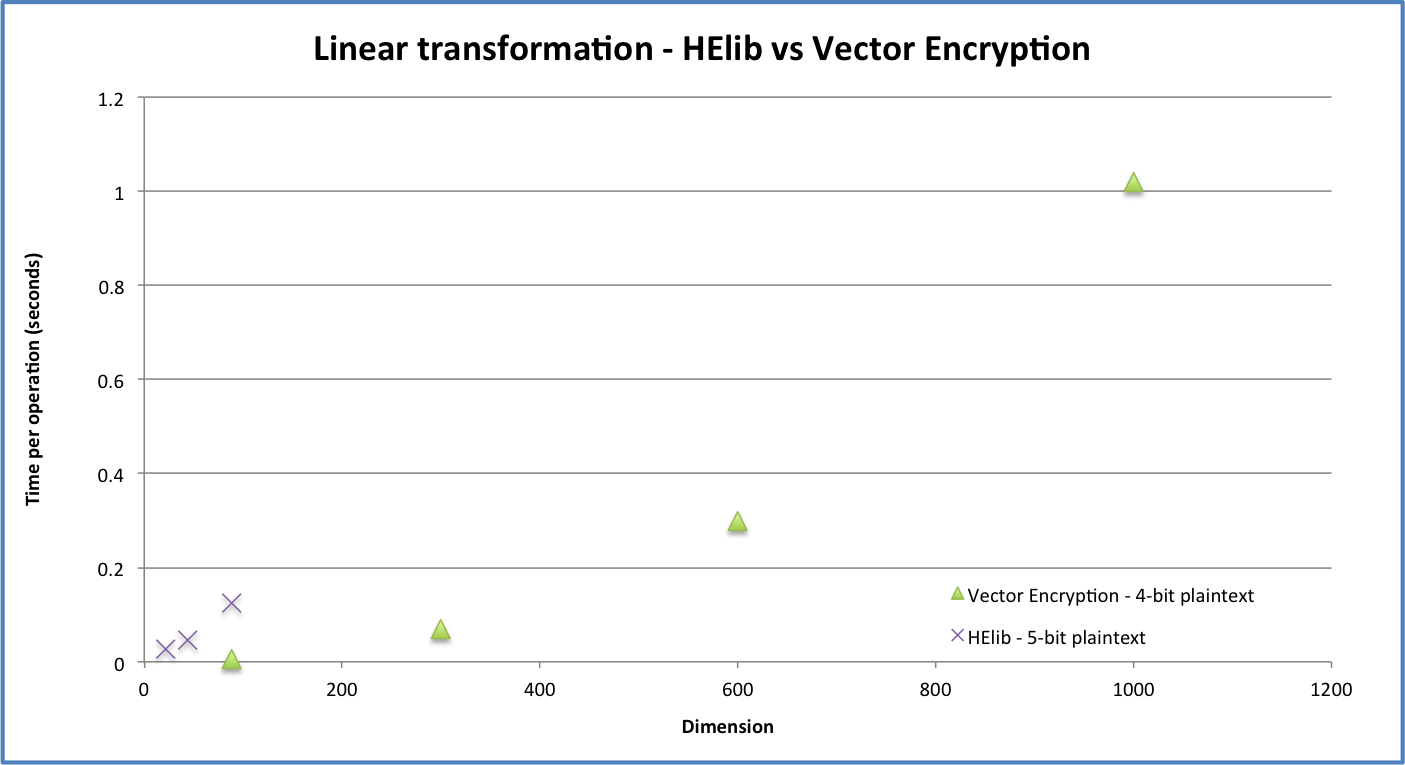 Linear transformation - HElib vs Vector Encryption
1.2
1
0.8
0.6
0.4
0.2
0
Time per operation (seconds)
Vector Encryption - 4-bit plaintext
HElib - 5-bit plaintext
0 200 400 600 800 1000 1200
Dimension